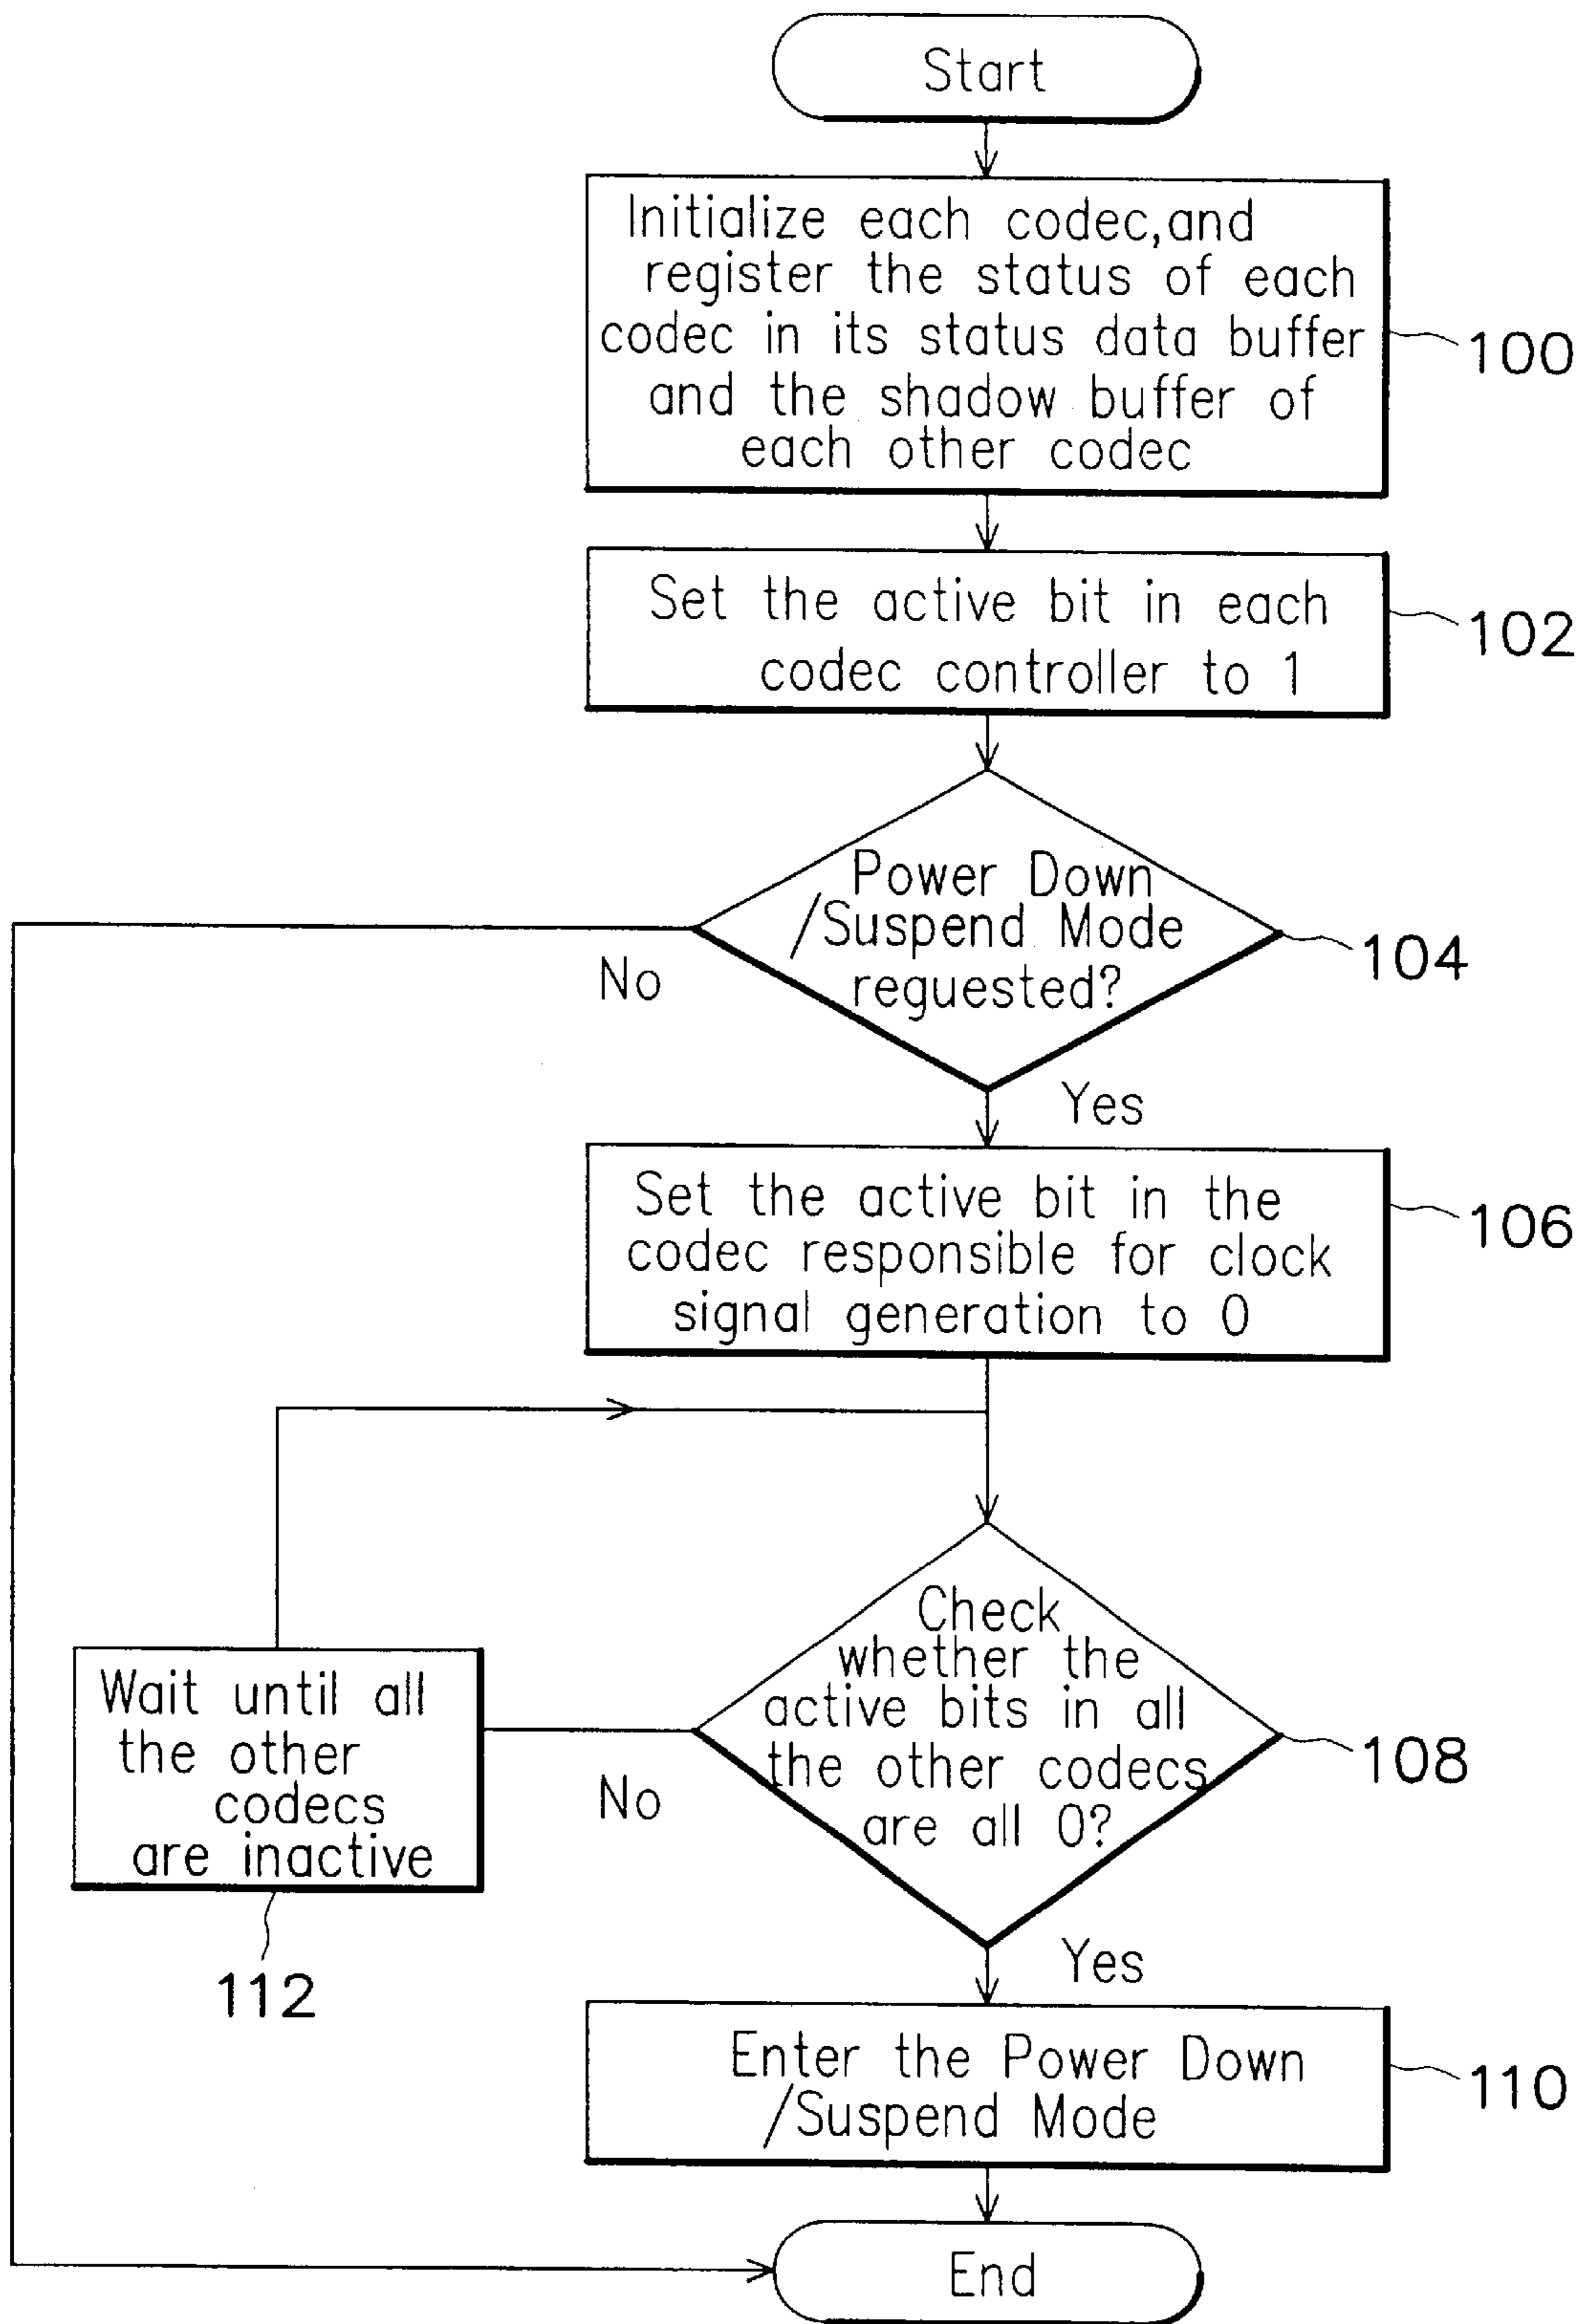 Start
Initialize each codec,and
register the status of each
codec in its status data buffer
and the shadow buffer of
each other codec
100
Set the active bit in each
codec controller to 1
102
Power Down
/Suspend Mode
reguested?
104
No
Yes
Set the active bit in the
codec responsible for clock
signal generation to 0
106
Check
whether the
active bits in all
the other codecs
are all 0?
108
No
Wait until all
the other
codecs
are inactive
112
Yes
Enter the Power Down
/Suspend Mode
110
End